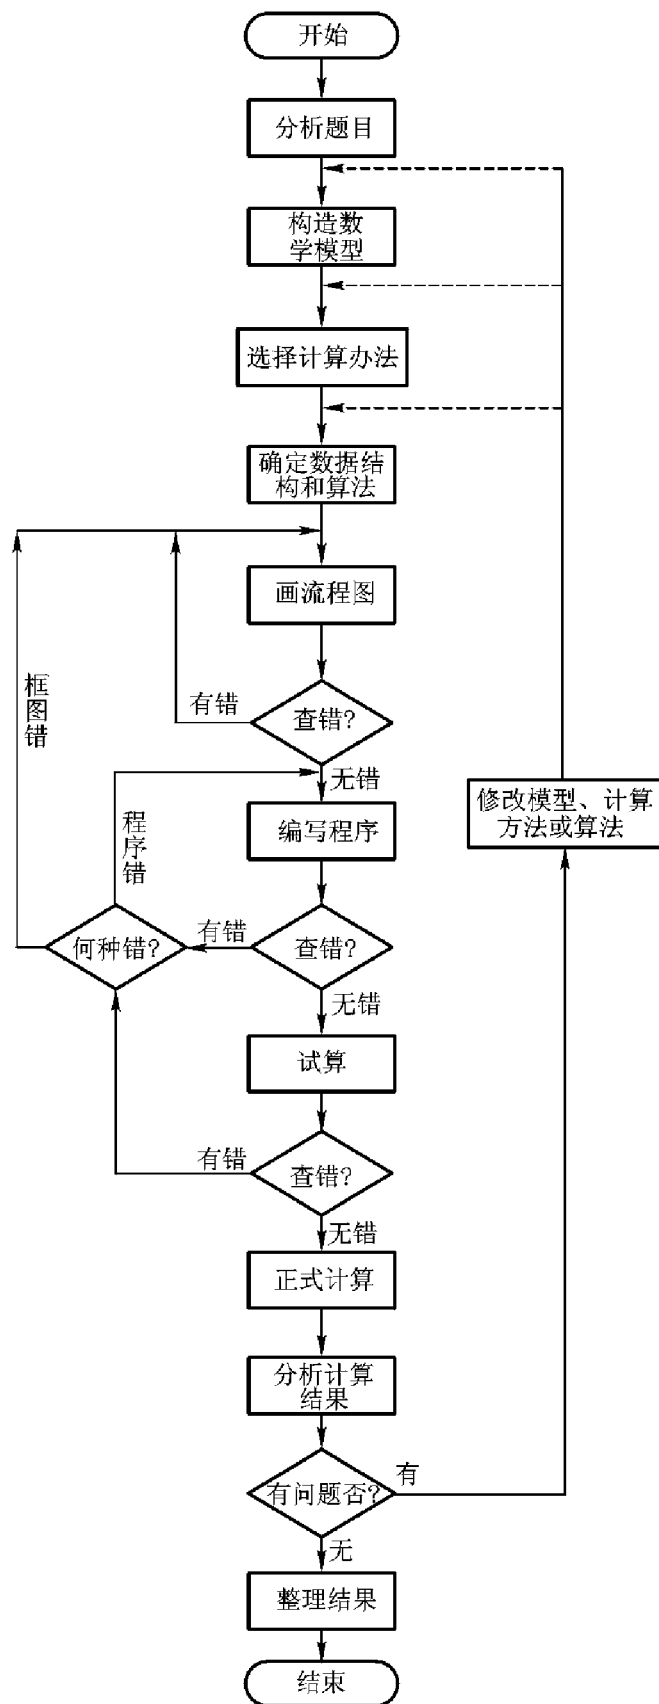 开始
分析题目
构造数
学模型
选择计算办法
确定数据结
构和算法
画流程图
框图错
有错
查错?
无错
程序错
编写程序
修改模型、计算
方法或算法
何种错?
有错
查错?
无错
试算
有错
查错?
无错
正式计算
分析计算
结果
有问题否?
有
无
整理结果
结束